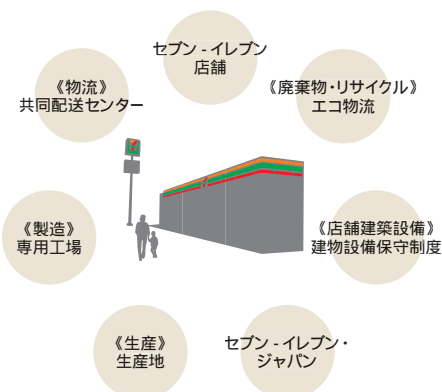 セブン‐イレブン
店舗
《物流》
共同配送センター
《廃棄物・リサイクル》
エコ物流
《製造》
専用工場
《店舗建築設備》
建物設備保守制度
《生産》
生産地
セブン‐イレブン・
ジャパン